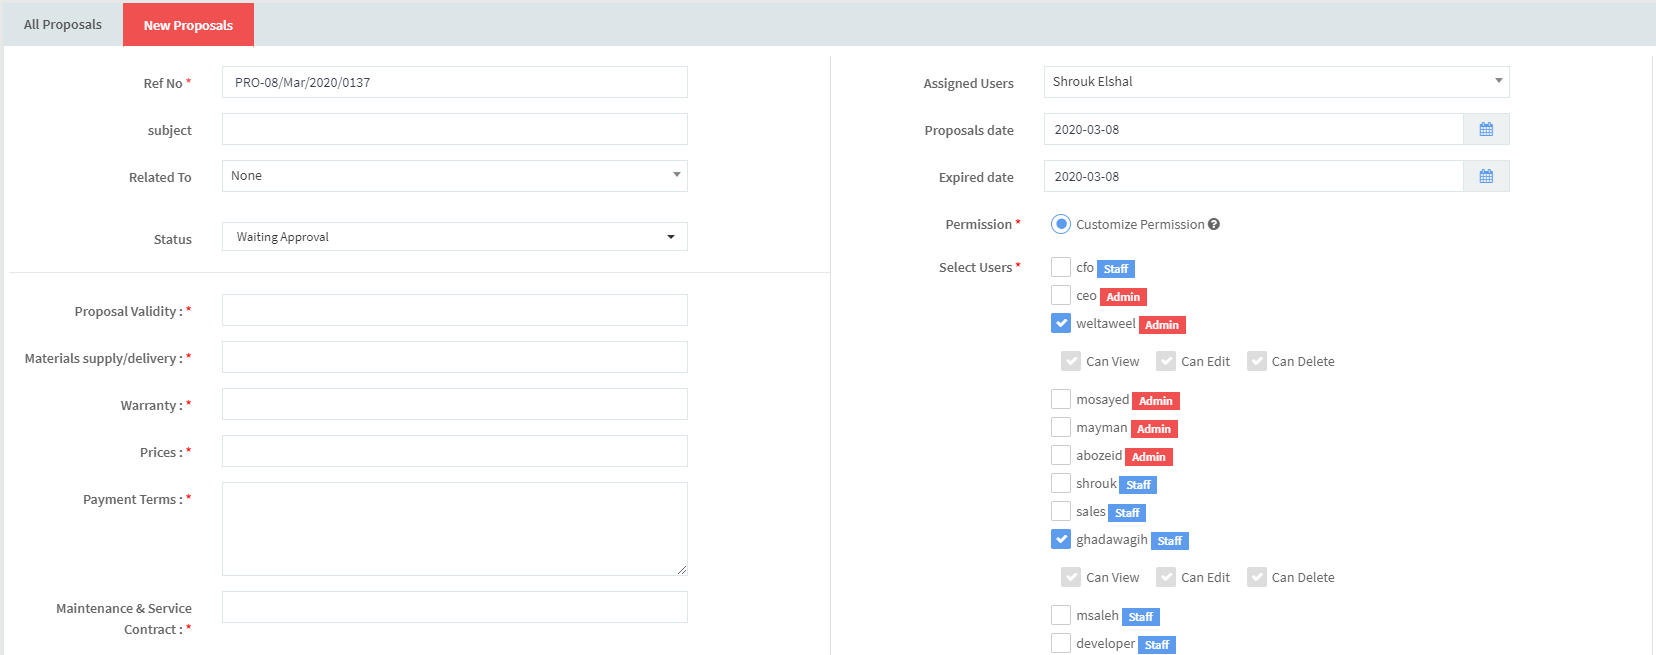 All Proposals
New Proposals
Ref No *
PRO-08/Mar/2020/0137
subject
Related To
None
Status
Waiting Approval
Proposal Validity : *
Materials supply/delivery : *
Warranty : *
Prices : *
Payment Terms : *
Maintenance & Service
Contract : *
Assigned Users
Shrouk Elshal
Proposals date
2020-03-08
Expired date
2020-03-08
Permission *
Customize Permission ?
Select Users *
cfo Staff
ceo Admin
weltaweel Admin
Can View Can Edit Can Delete
mosayed Admin
mayman Admin
abozeid Admin
shrouk Staff
sales Staff
ghadawagih Staff
Can View Can Edit Can Delete
msaleh Staff
developer Staff